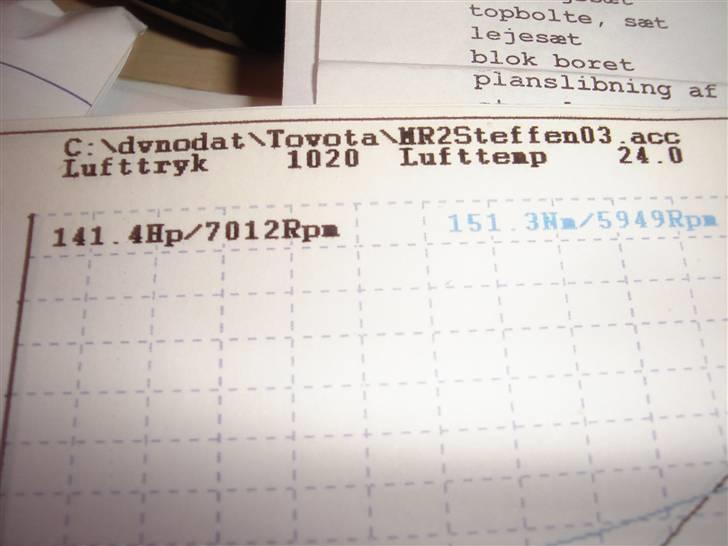 topbolte, sæt
lejesæt
blok boret
planslibning af
C:\dynodat\Toyota\MR2Steffen03.acc
Lufttryk 1020 Lufttemp 24.0
141.4Hp/7012Rpm 151.3Nm/5949Rpm